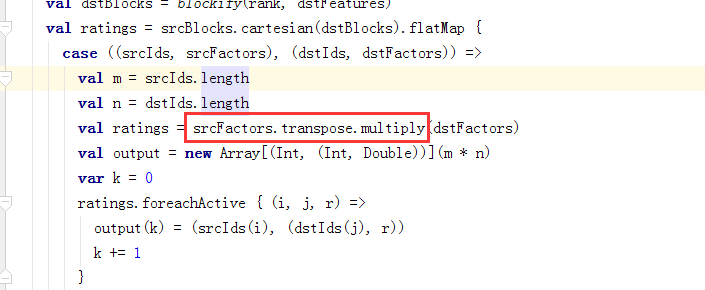 val dstBlocks = blockify(rank, dstFeatures)
val ratings = srcBlocks.cartesian(dstBlocks).flatMap {
case ((srcIds, srcFactors), (dstIds, dstFactors)) =>
val m = srcIds.length
val n = dstIds.length
val ratings = srcFactors.transpose.multiply(dstFactors)
val output = new Array[(Int, (Int, Double))](m * n)
var k = 0
ratings.foreachActive { (i, j, r) =>
output(k) = (srcIds(i), (dstIds(j), r))
k += 1
}